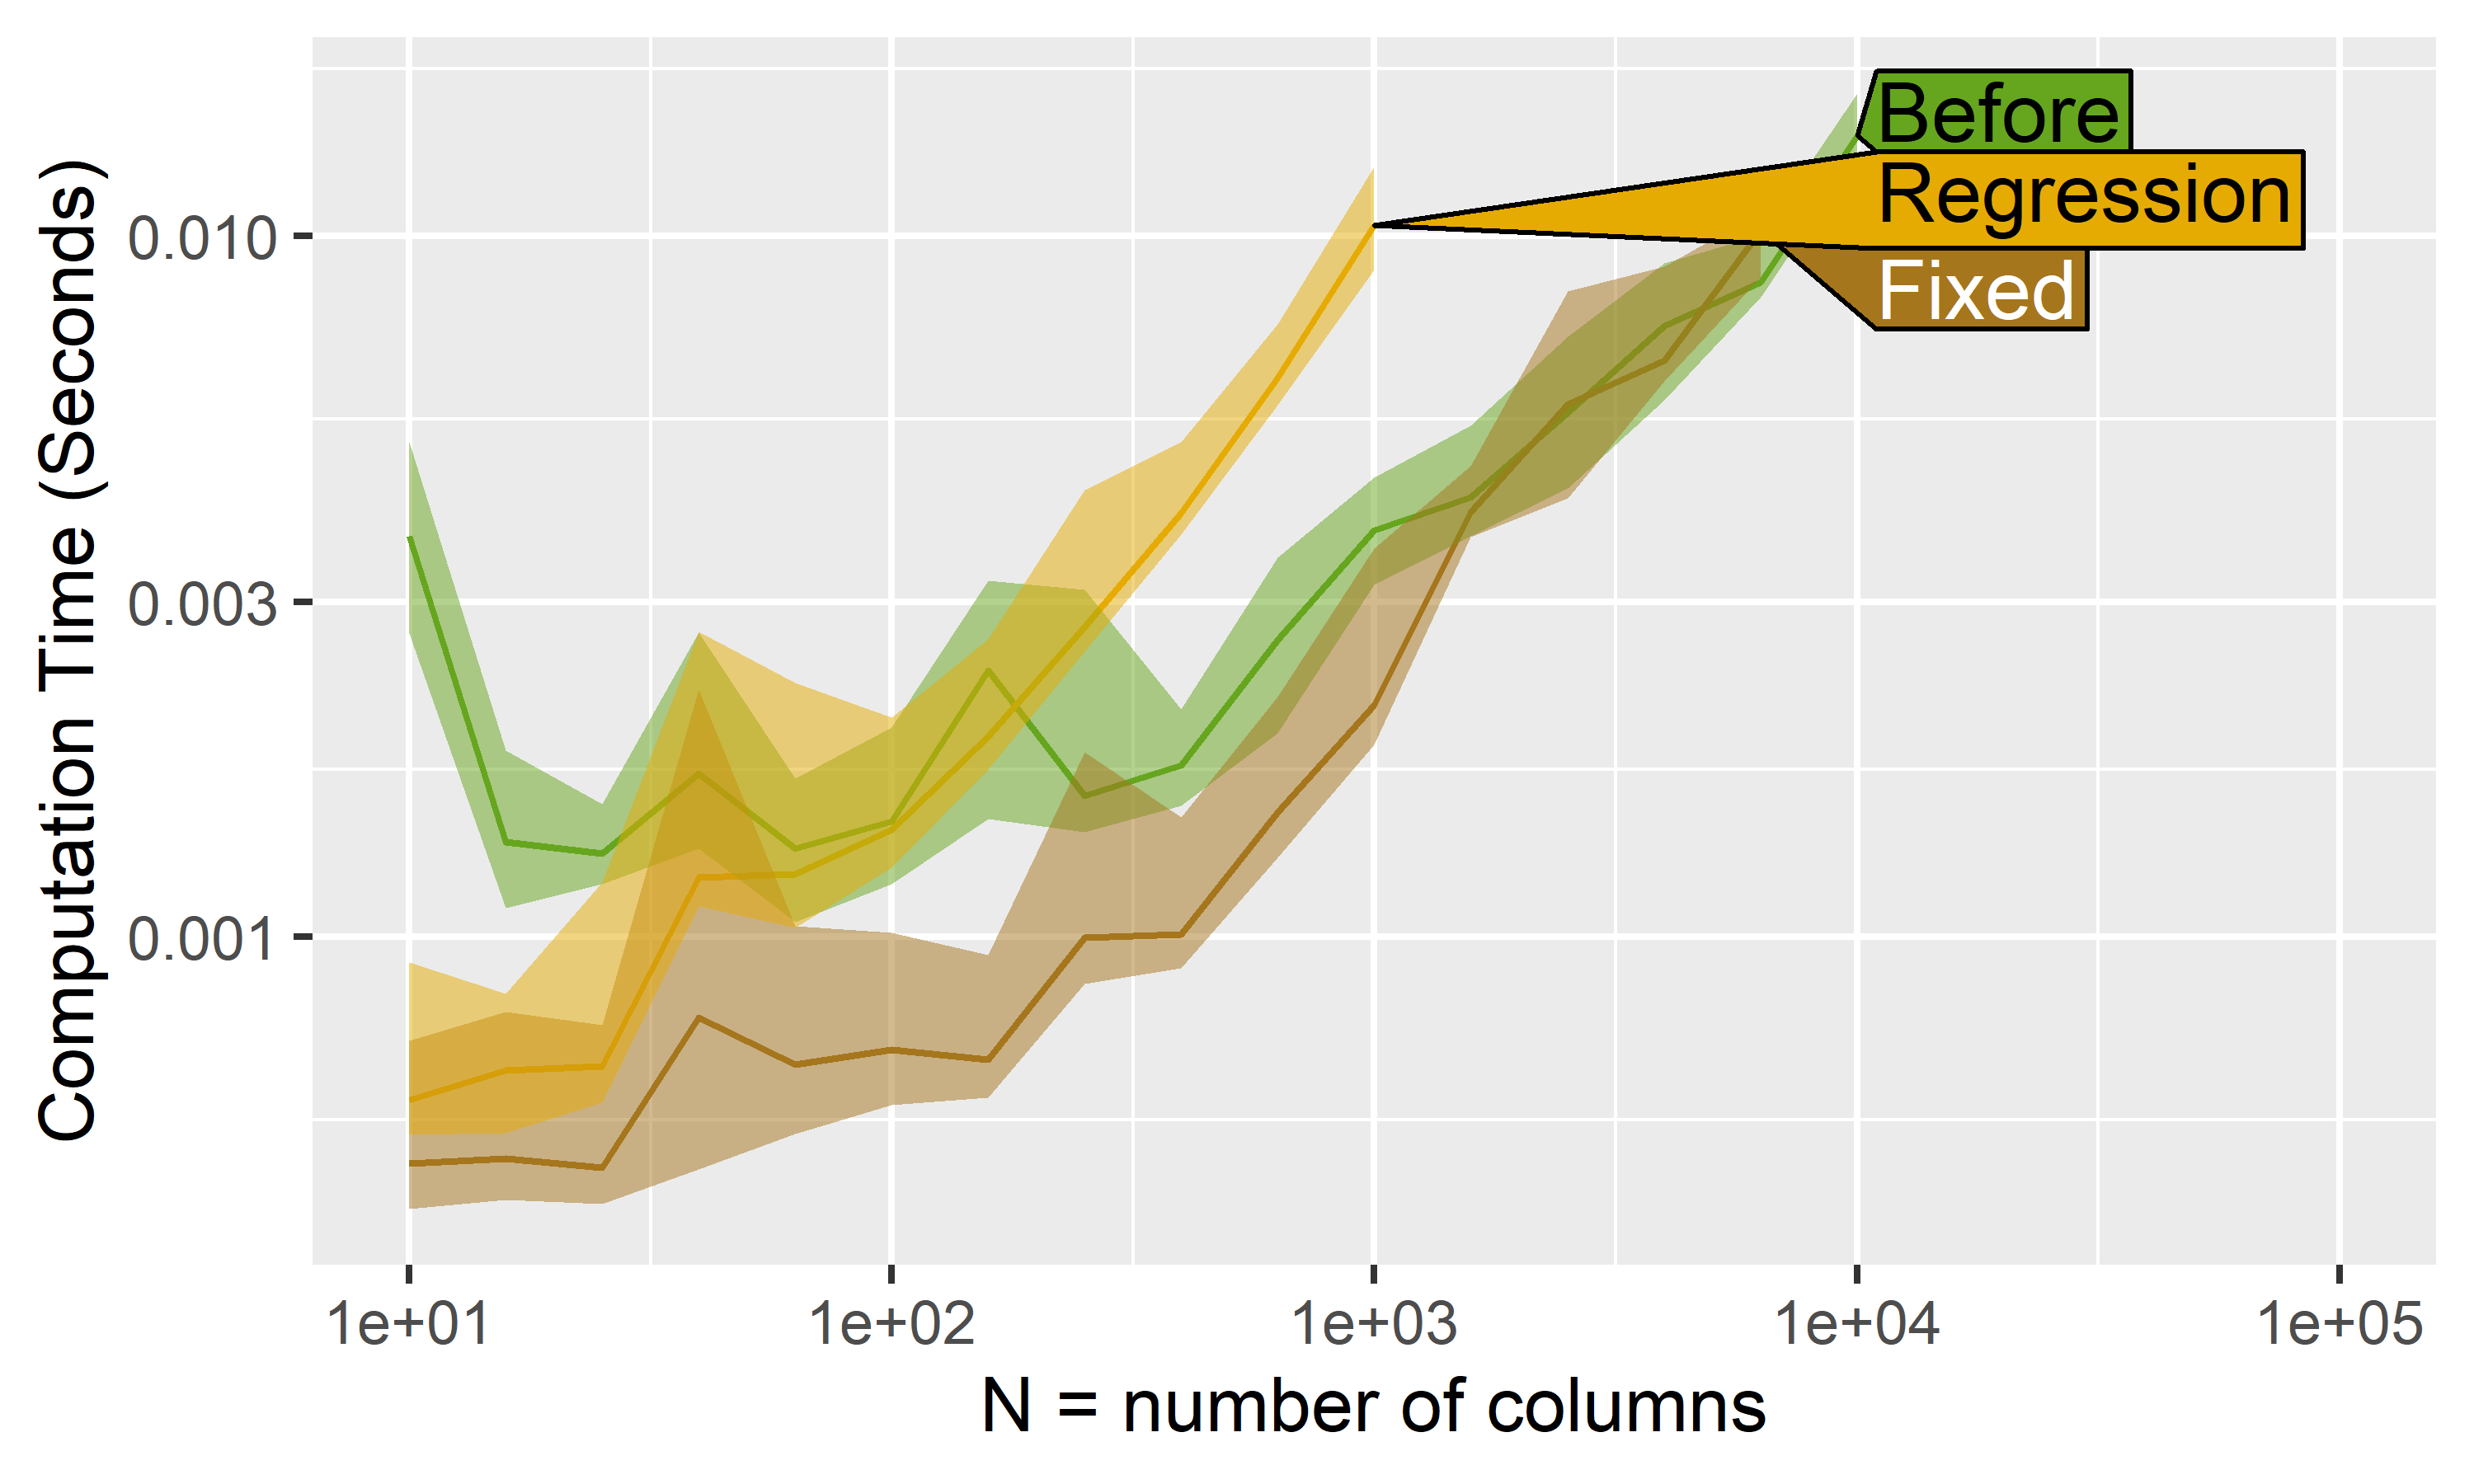 Computation Time (Seconds)
0.010
0.003
0.001
Before
Regression
Fixed
1e+01 1e+02 1e+03 1e+04 1e+05
N = number of columns